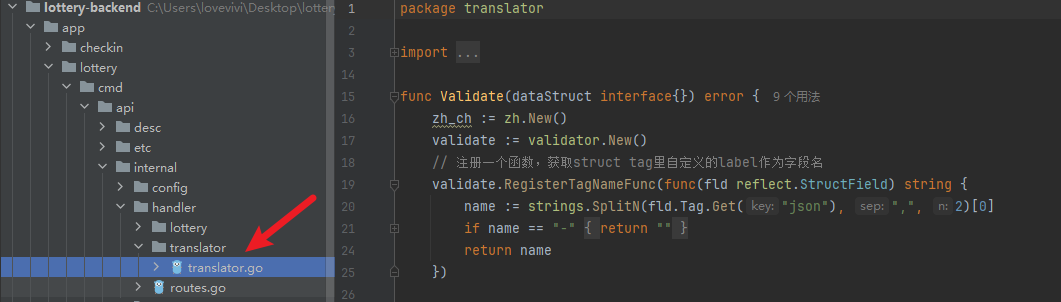 lottery-backend C:\Users\lovevivi\Desktop\lottery
app
checkin
lottery
cmd
api
desc
etc
internal
config
handler
lottery
translator
translator.go
routes.go
1 package translator
2
3 import ...
14
15 func Validate(dataStruct interface{}) error { 9 个用法
16 zh_ch := zh.New()
17 validate := validator.New()
18 // 注册一个函数，获取struct tag里自定义的label作为字段名
19 validate.RegisterTagNameFunc(func(fld reflect.StructField) string {
20 name := strings.SplitN(fld.Tag.Get( key: "json"), sep: ",", n: 2)[0]
21 if name == "-" { return "" }
24 return name
25 })
26